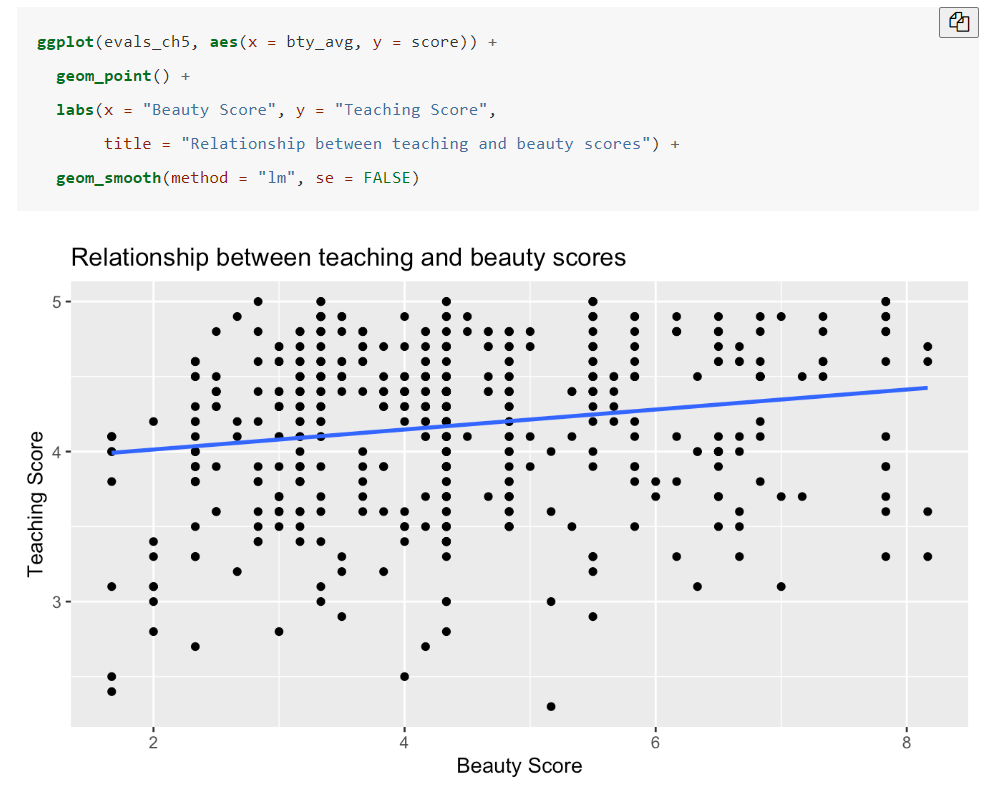 ggplot(evals_ch5, aes(x = bty_avg, y = score)) +
  geom_point() +
  labs(x = "Beauty Score", y = "Teaching Score",
       title = "Relationship between teaching and beauty scores") +
  geom_smooth(method = "lm", se = FALSE)
Relationship between teaching and beauty scores
Teaching Score
5
4
3
2 4 6 8
Beauty Score